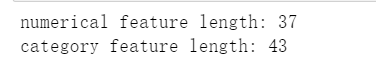 numerical feature length: 37
category feature length: 43